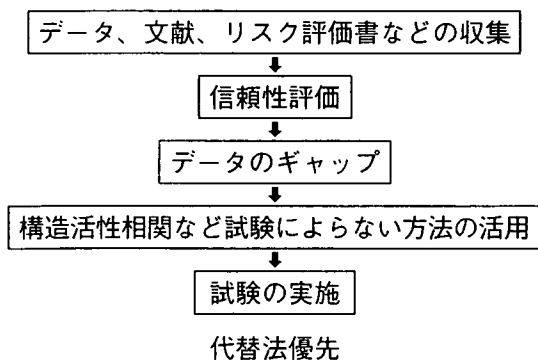 データ、文献、リスク評価書などの収集
信頼性評価
データのギャップ
構造活性相関など試験によらない方法の活用
試験の実施
代替法優先